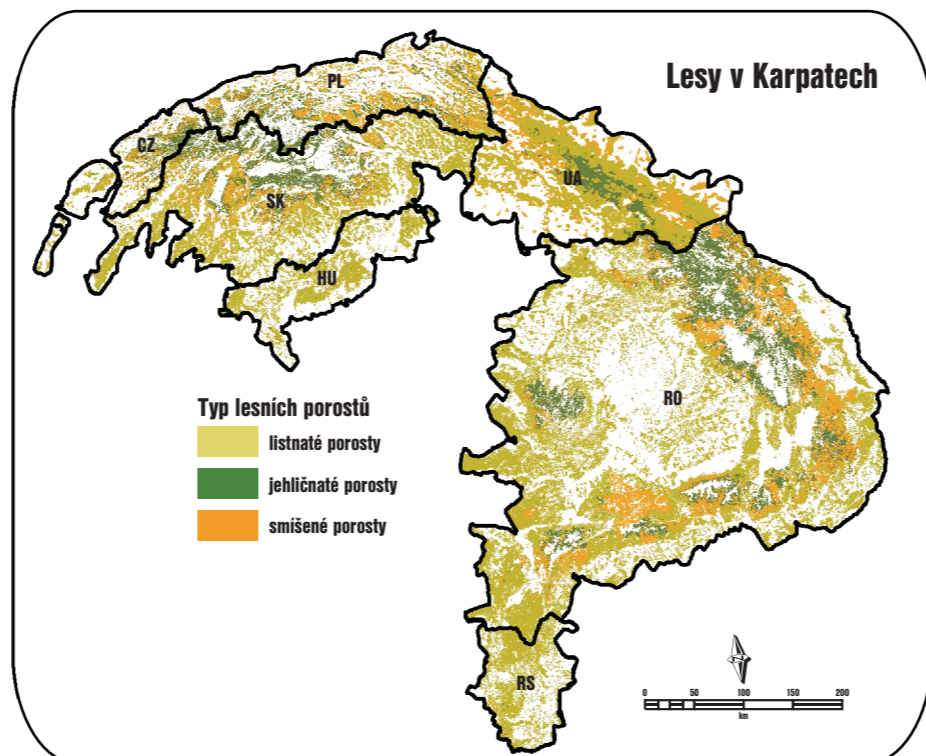 Lesy v Karpatech
PL
CZ
UA
SK
HU
RO
Typ lesních porostů
listnaté porosty
jehličnaté porosty
smíšené porosty
RS
0 50 100 150 200
km